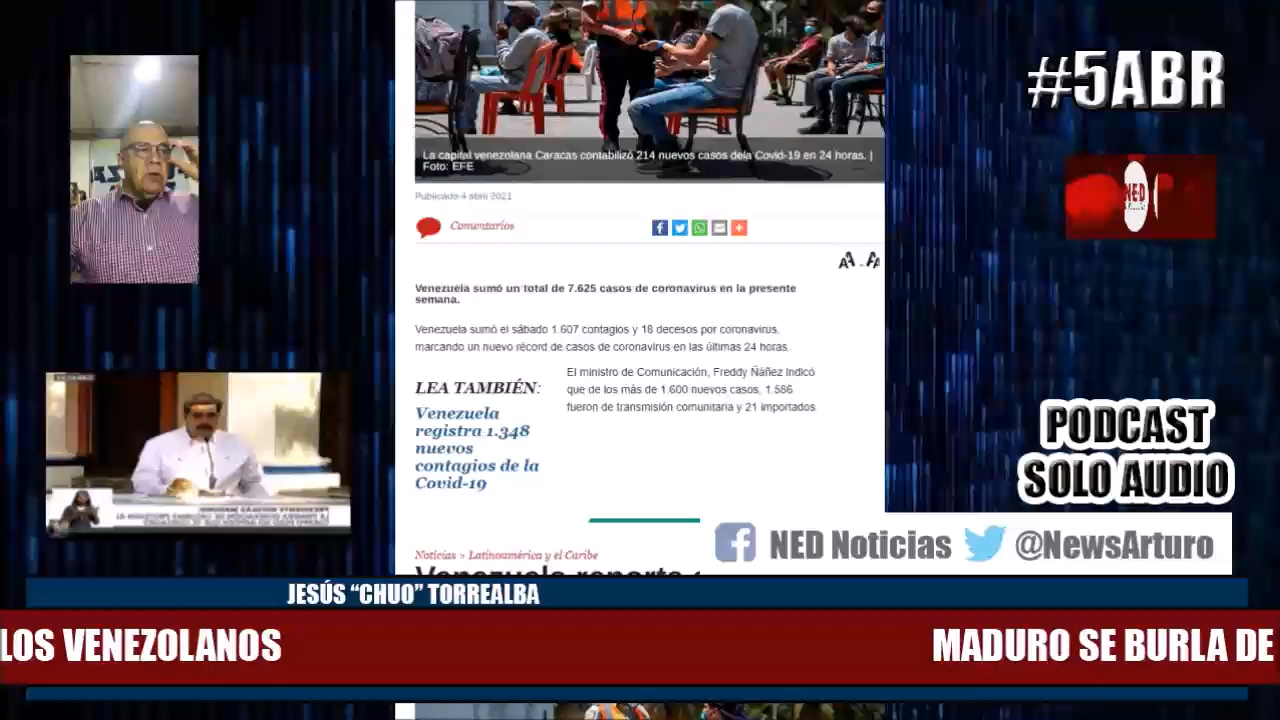 #5ABR
La capital venezolana Caracas contabilizó 214 nuevos casos dela Covid-19 en 24 horas. |
Foto: EFE
Publicado 4 abril 2021
Comentarios
Venezuela sumó un total de 7.625 casos de coronavirus en la presente
semana.
Venezuela sumó el sábado 1.607 contagios y 18 decesos por coronavirus,
marcando un nuevo récord de casos de coronavirus en las últimas 24 horas.
LEA TAMBIÉN:
Venezuela
registra 1.348
nuevos
contagios de la
Covid-19
El ministro de Comunicación, Freddy Ñáñez indicó
que de los más de 1.600 nuevos casos, 1.586
fueron de transmisión comunitaria y 21 importados
NED
PODCAST
SOLO AUDIO
Noticias > Latinoamérica y el Caribe
Venezuela reporta
NED Noticias @NewsArturo
JESÚS “CHUO” TORREALBA
LOS VENEZOLANOS MADURO SE BURLA DE